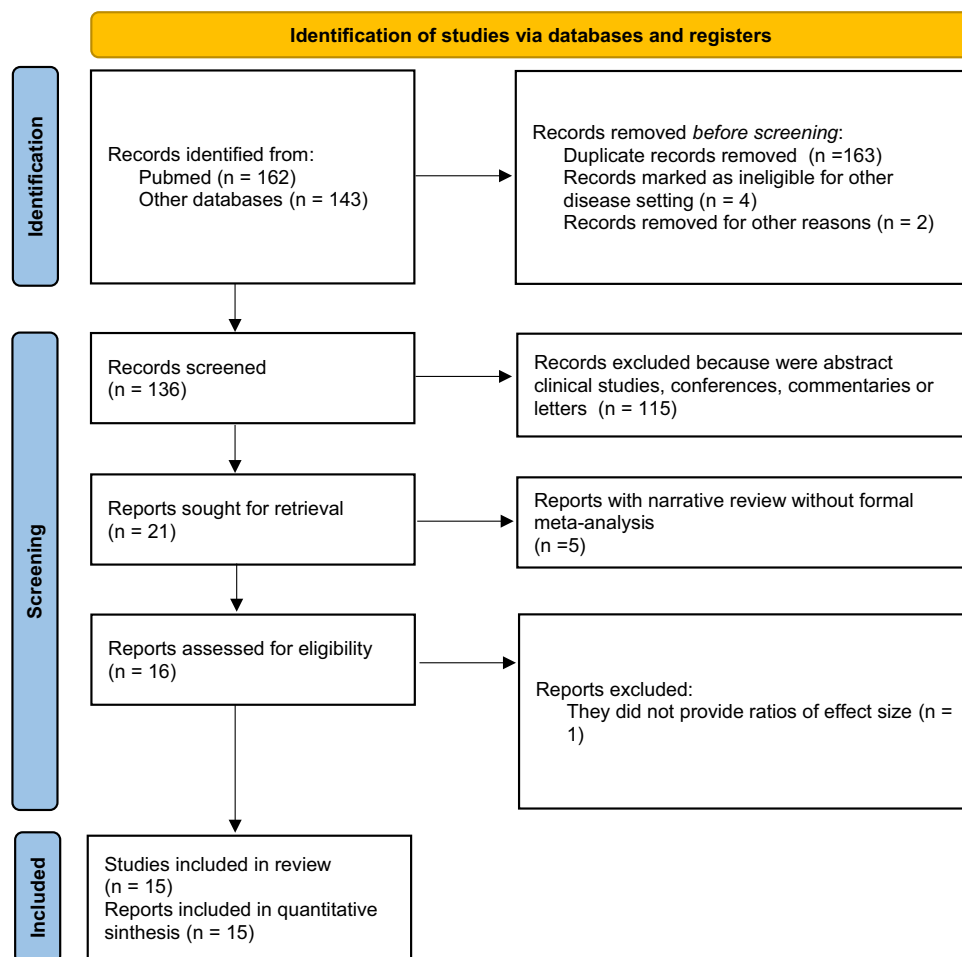 Identification of studies via databases and registers
Identification
Records identified from:
Pubmed (n = 162)
Other databases (n = 143)
Records removed before screening:
Duplicate records removed (n =163)
Records marked as ineligible for other
disease setting (n = 4)
Records removed for other reasons (n = 2)
Screening
Records screened
(n = 136)
Records excluded because were abstract
clinical studies, conferences, commentaries or
letters (n = 115)
Reports sought for retrieval
(n = 21)
Reports with narrative review without formal
meta-analysis
(n =5)
Reports assessed for eligibility
(n = 16)
Reports excluded:
They did not provide ratios of effect size (n =
1)
Included
Studies included in review
(n = 15)
Reports included in quantitative
sinthesis (n = 15)